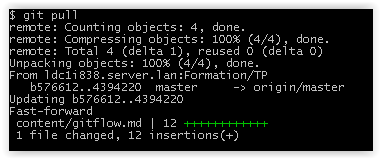 $ git pull
remote: Counting objects: 4, done.
remote: Compressing objects: 100% (4/4), done.
remote: Total 4 (delta 1), reused 0 (delta 0)
Unpacking objects: 100% (4/4), done.
From ldc1i838.server.lan:Formation/TP
   b576612..4394220  master     -> origin/master
Updating b576612..4394220
Fast-forward
 content/gitflow.md | 12 ++++++++++++
 1 file changed, 12 insertions(+)